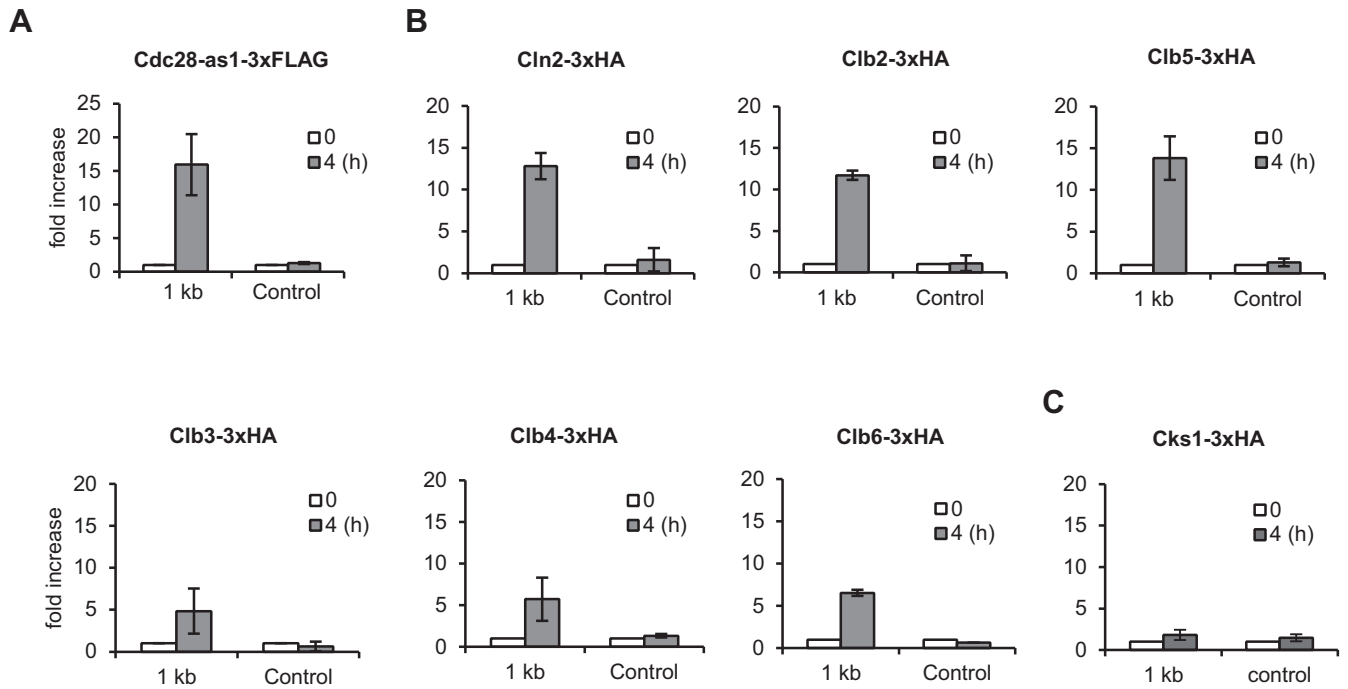 A
B
Cdc28-as1-3xFLAG
Cln2-3xHA
Clb2-3xHA
Clb5-3xHA
fold increase
25
20
15
10
5
0
0
4 (h)
1 kb Control
20
15
10
5
0
0
4 (h)
1 kb Control
20
15
10
5
0
0
4 (h)
1 kb Control
20
15
10
5
0
0
4 (h)
1 kb Control
C
Clb3-3xHA
Clb4-3xHA
Clb6-3xHA
Cks1-3xHA
fold increase
20
15
10
5
0
0
4 (h)
1 kb Control
20
15
10
5
0
0
4 (h)
1 kb Control
20
15
10
5
0
0
4 (h)
1 kb Control
20
15
10
5
0
0
4 (h)
1 kb control